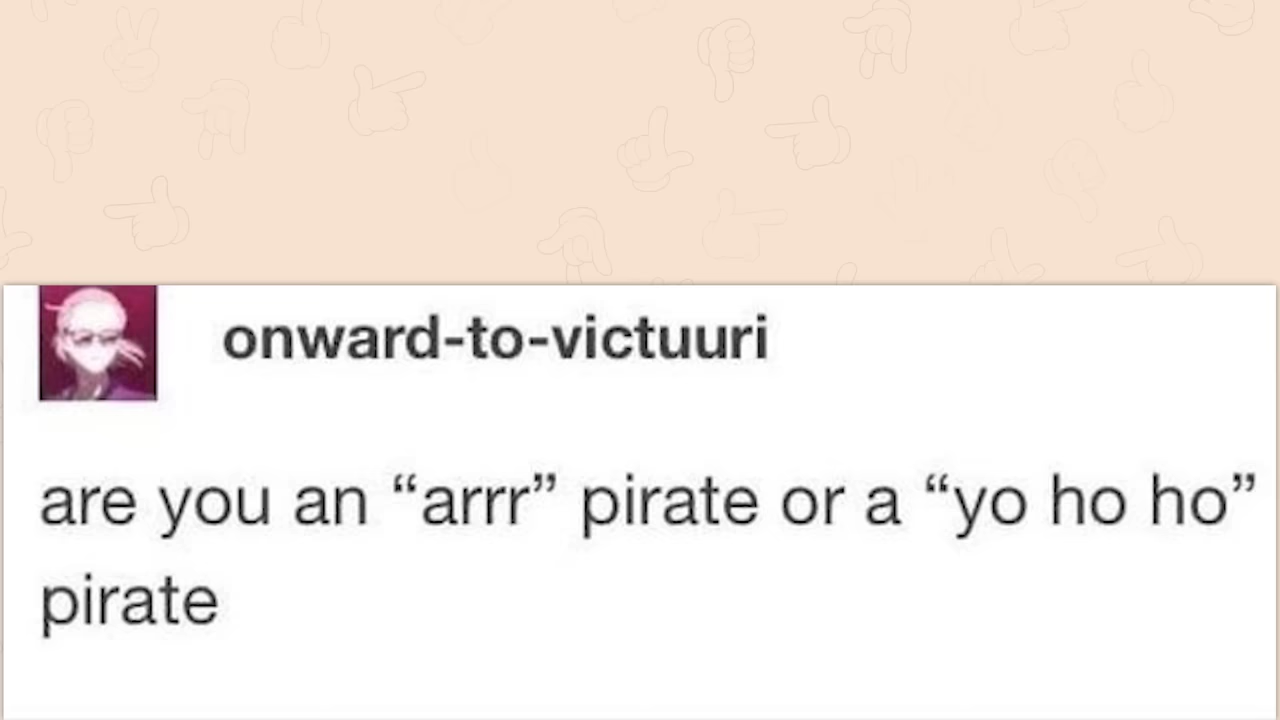 onward-to-victuuri
are you an “arrr” pirate or a “yo ho ho”
pirate